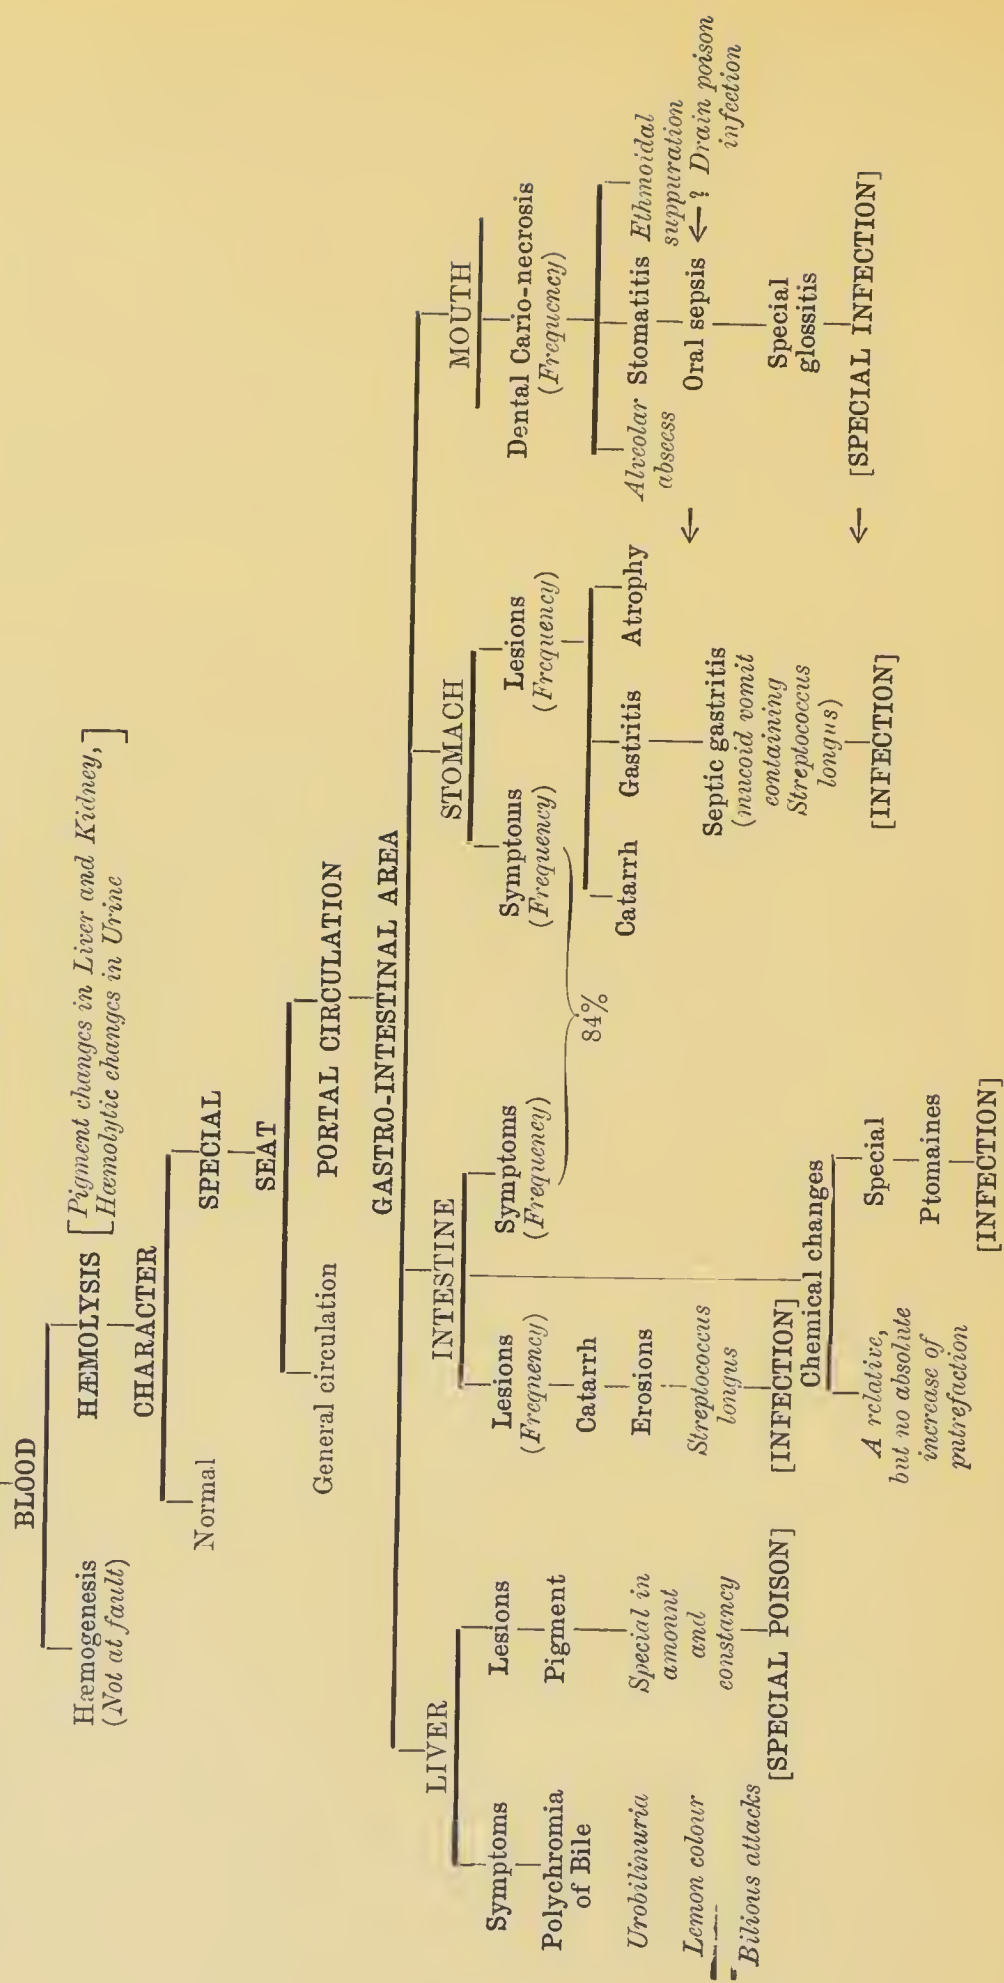 BLOOD
Hæmogenesis
(Not at fault)
HÆMOLYSIS
[Pigment changes in Liver and Kidney,
Hæmolytic changes in Urine]
CHARACTER
Normal
SPECIAL
SEAT
General circulation
PORTAL CIRCULATION
GASTRO-INTESTINAL AREA
LIVER
Symptoms
Polychromia
of Bile
Urobilinuria
Lemon colour
Bilious attacks
Lesions
Pigment
Special in
amount
and
constancy
[SPECIAL POISON]
INTESTINE
Lesions
(Frequency)
Catarrh
Erosions
Streptococcus
longus
[INFECTION]
Symptoms
(Frequency)
Chemical changes
A relative,
but no absolute
increase of
putrefaction
Special
Ptomaines
[INFECTION]
84%
STOMACH
Symptoms
(Frequency)
Lesions
(Frequency)
Catarrh
Gastritis
Atrophy
Septic gastritis
(mucoid vomit
containing
Streptococcus
longus)
[INFECTION]
←
←
MOUTH
Dental Cario-necrosis
(Frequency)
Alveolar
abscess
Stomatitis
Ethmoidal
suppuration
Oral sepsis
← ? Drain poison
infection
Special
glossitis
[SPECIAL INFECTION]